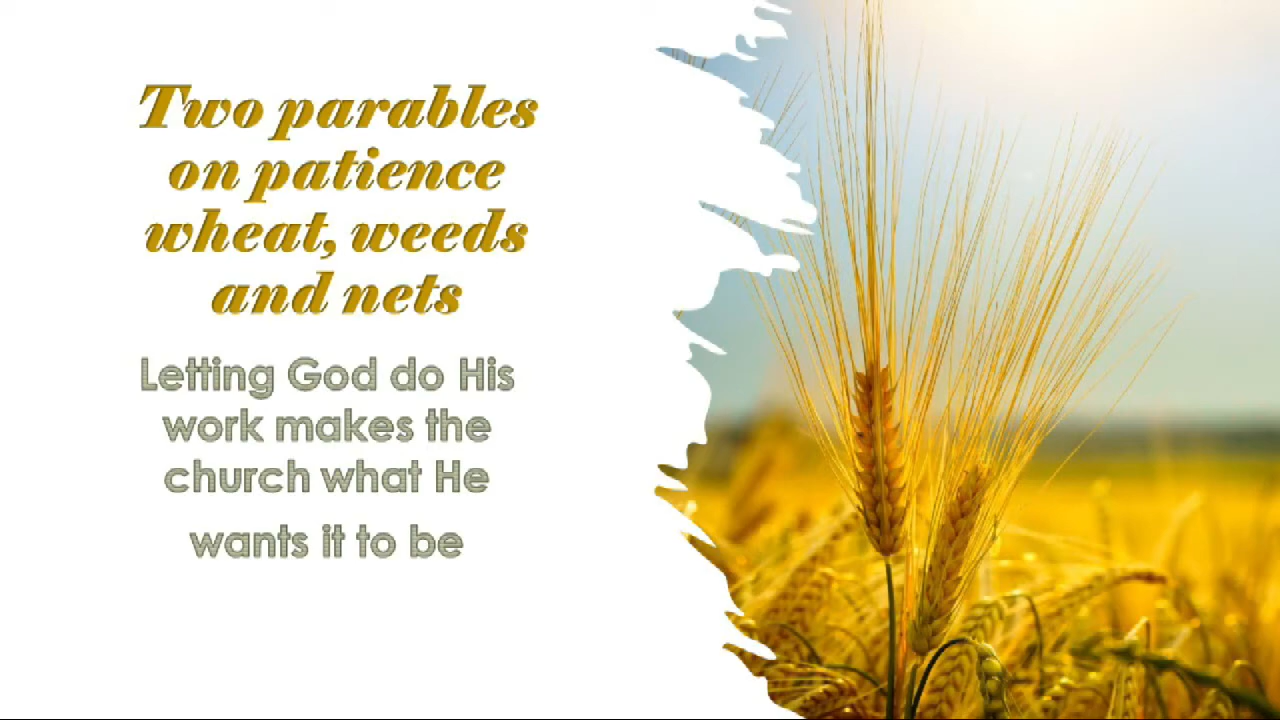 Two parables
on patience
wheat, weeds
and nets
Letting God do His
work makes the
church what He
wants it to be